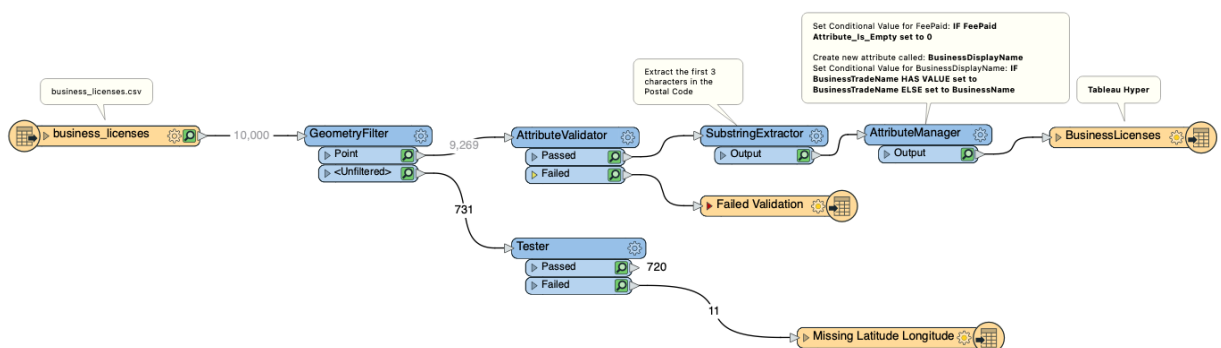 Set Conditional Value for FeePaid: IF FeePaid
Attribute_Is_Empty set to 0
Create new attribute called: BusinessDisplayName
Set Conditional Value for BusinessDisplayName: IF
BusinessTradeName HAS VALUE set to
BusinessTradeName ELSE set to BusinessName
Extract the first 3
characters in the
Postal Code
business_licenses.csv
Tableau Hyper
business_licenses
10,000
GeometryFilter
Point
<Unfiltered>
9,269
AttributeValidator
Passed
Failed
SubstringExtractor
Output
AttributeManager
Output
BusinessLicenses
Failed Validation
731
Tester
Passed
720
Failed
11
Missing Latitude Longitude